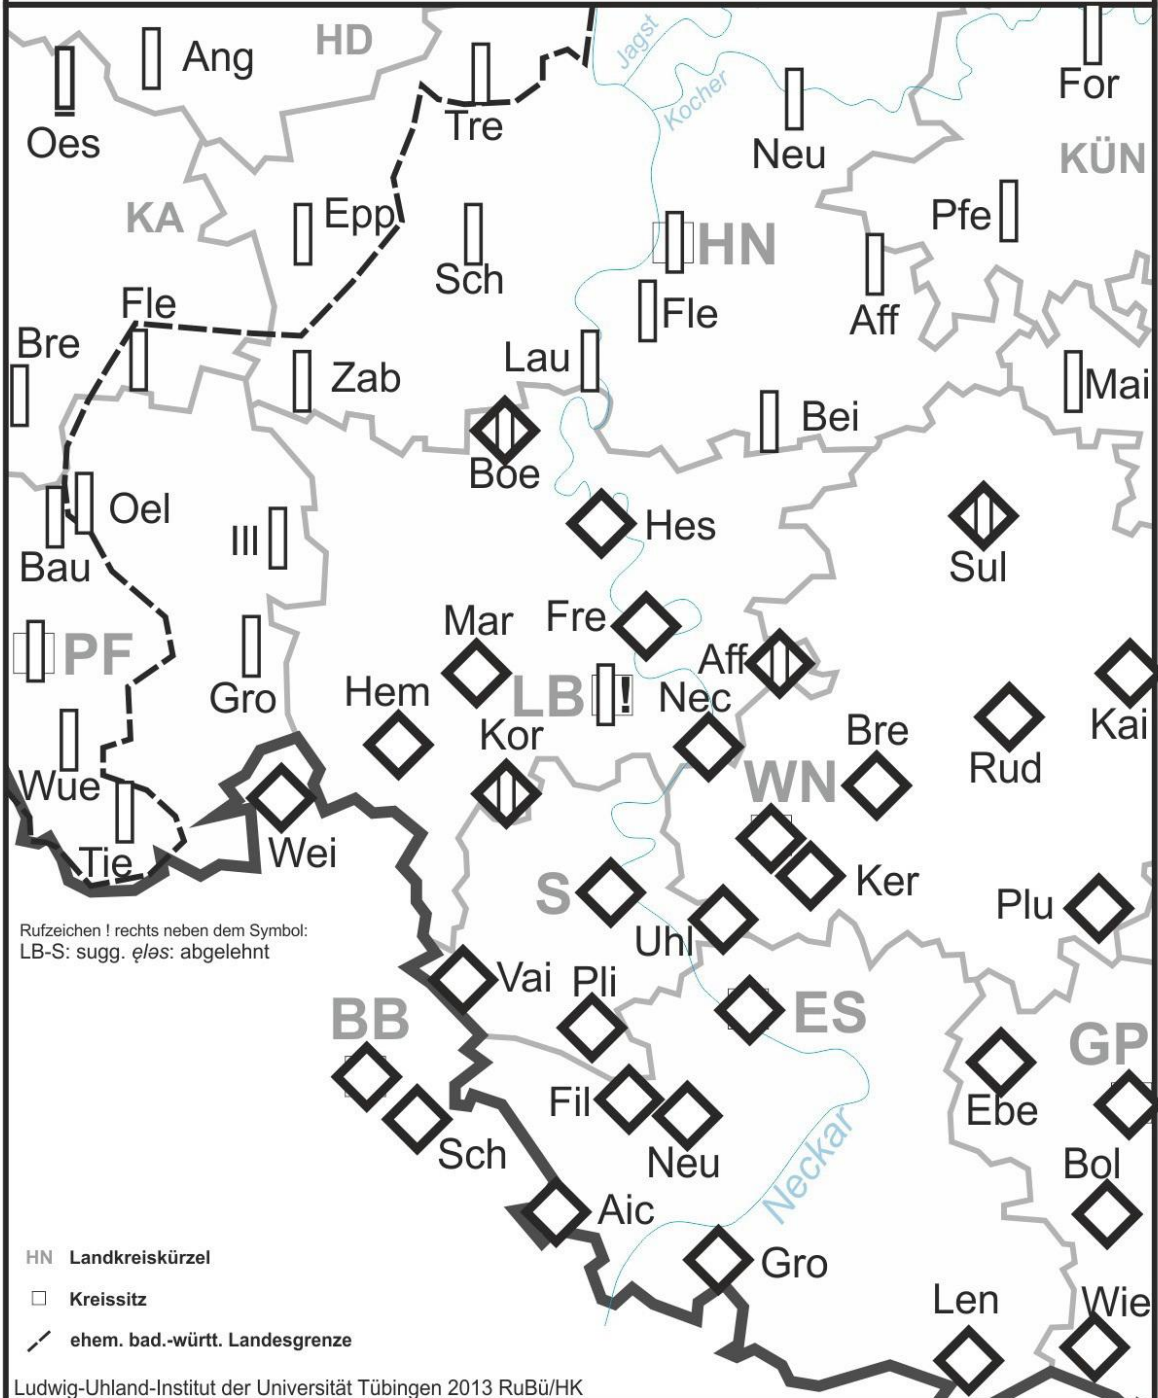 HD
Ang
Jagst
Oes
Tre
Kocher
For
Neu
KÜN
KA
Epp
Pfe
Sch
HN
Fle
Fle
Aff
Bre
Lau
Zab
Mai
Bei
Boe
Oel
Hes
Ill
Bau
Sul
Mar
Fre
PF
Aff
Gro
Hem
LB
!
Nec
Kor
Bre
Kai
Rud
Wue
WN
Wei
Tie
Ker
S
Plu
Uhl
Rufzeichen ! rechts neben dem Symbol:
LB-S: sugg. ęləs: abgelehnt
Vai
Pli
BB
ES
GP
Fil
Ebe
Sch
Neu
Bol
Neckar
Aic
HN Landkreiskürzel
Gro
Kreissitz
Len
Wie
ehem. bad.-württ. Landesgrenze
Ludwig-Uhland-Institut der Universität Tübingen 2013 RuBü/HK